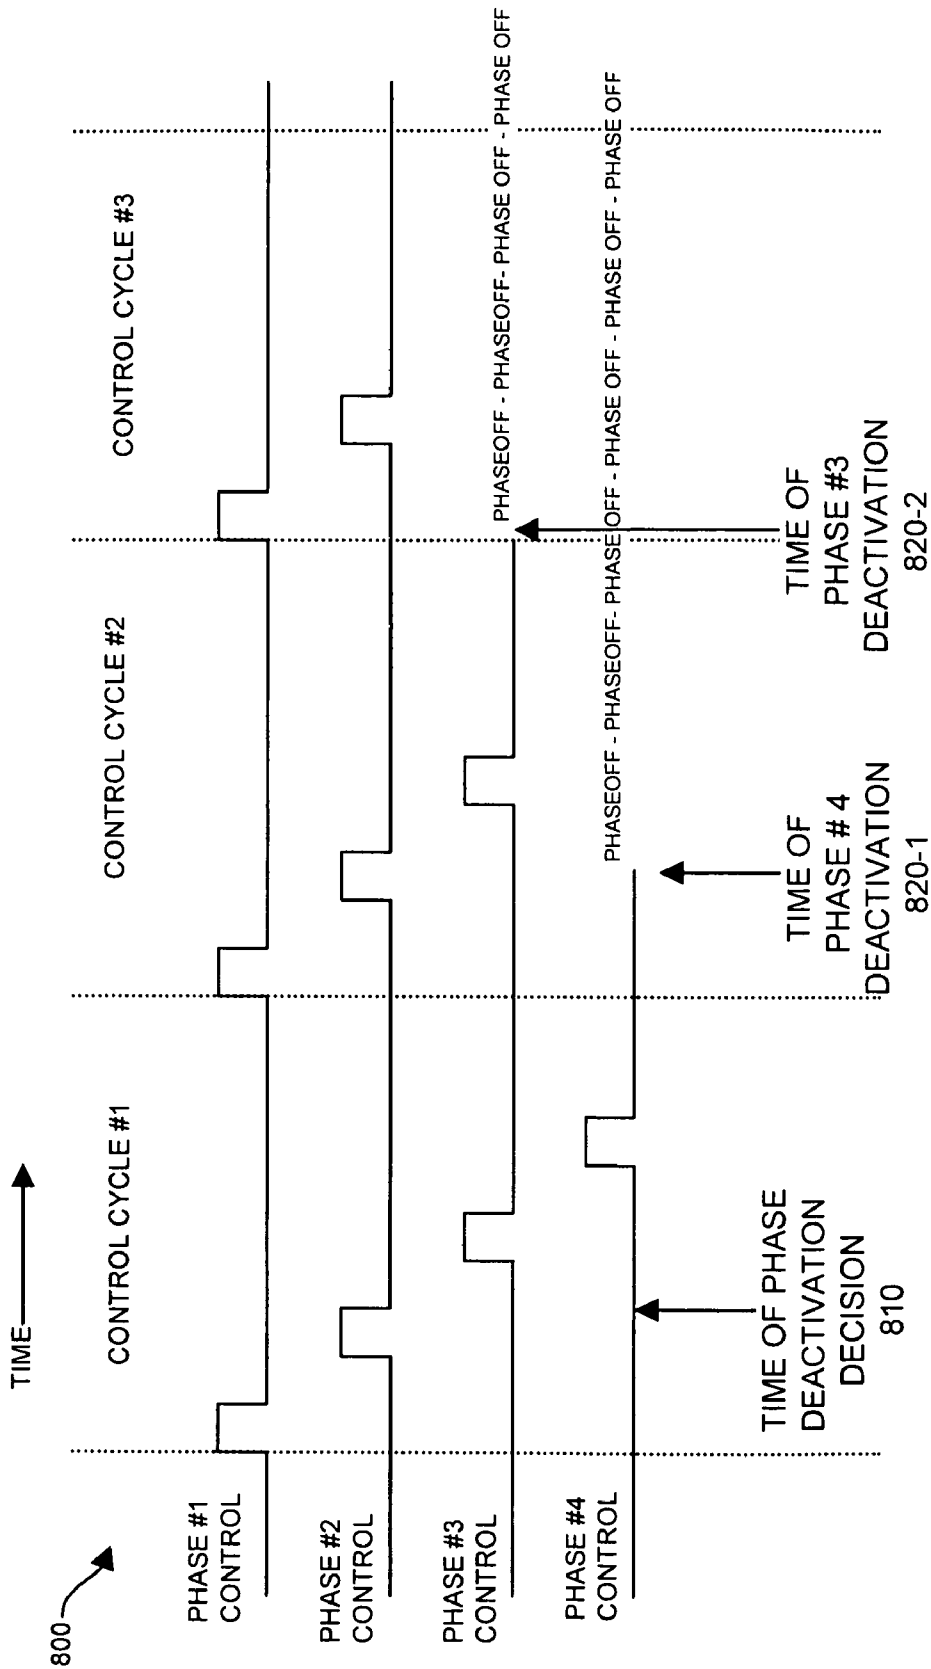 800
TIME
CONTROL CYCLE #1
CONTROL CYCLE #2
CONTROL CYCLE #3
PHASE #1
CONTROL
PHASE #2
CONTROL
PHASE #3
CONTROL
PHASEOFF - PHASEOFF- PHASE OFF - PHASE OFF
PHASE #4
CONTROL
PHASEOFF - PHASEOFF- PHASE OFF - PHASE OFF - PHASE OFF - PHASE OFF
TIME OF PHASE
DEACTIVATION
DECISION
810
TIME OF
PHASE # 4
DEACTIVATION
820-1
TIME OF
PHASE #3
DEACTIVATION
820-2